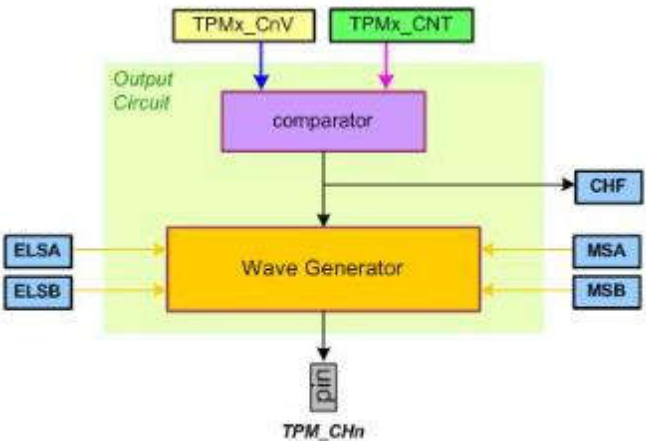 TPMx_CnV
TPMx_CNT
Output
Circuit
comparator
CHF
ELSA
ELSB
Wave Generator
MSA
MSB
pin
TPM_CHn